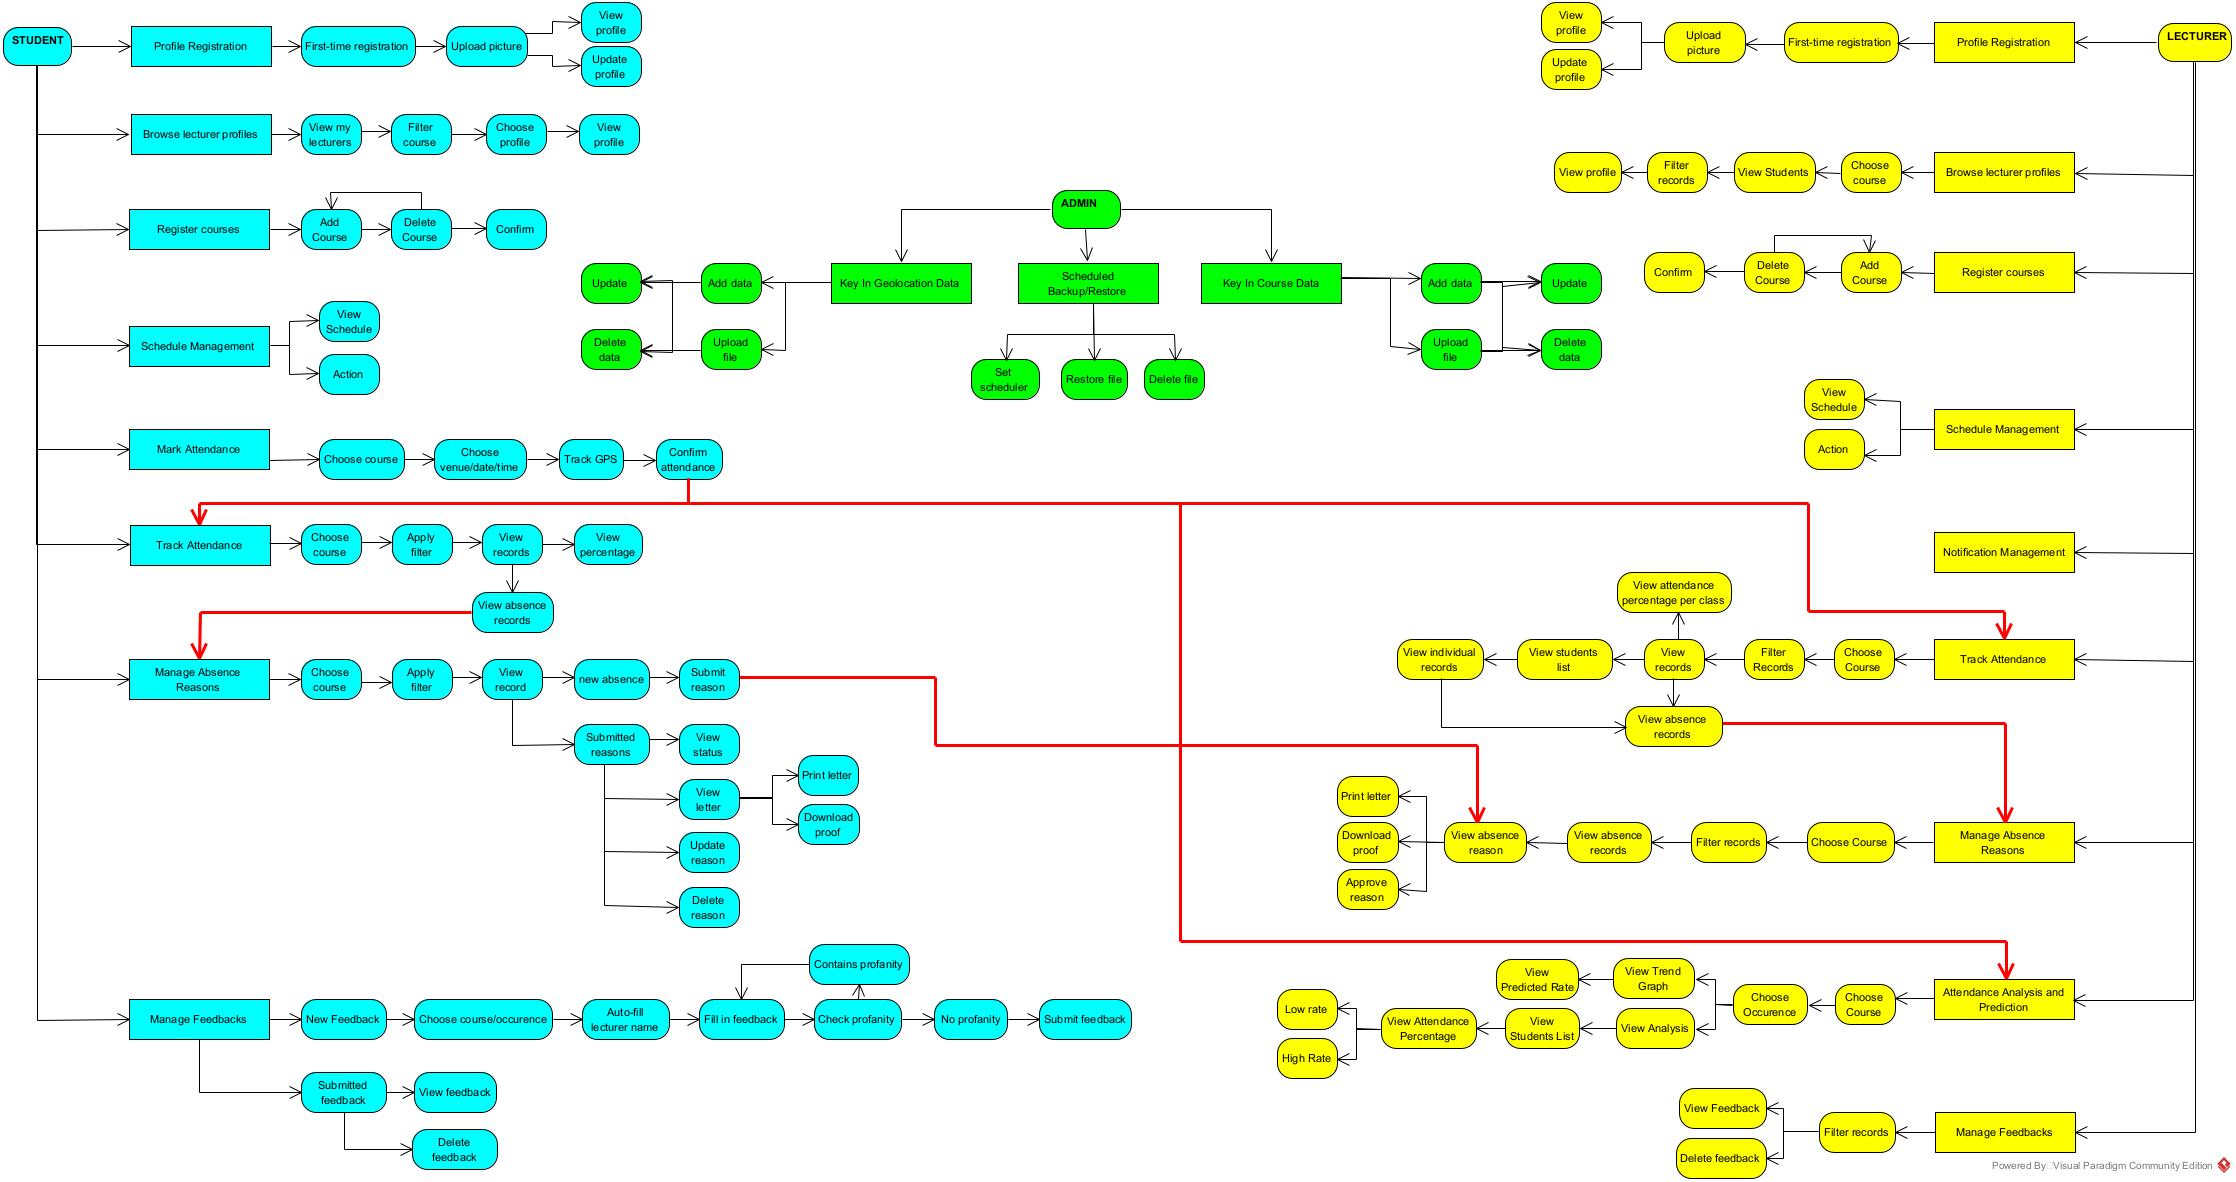 STUDENT
Profile Registration
First-time registration
Upload picture
View
profile
Update
profile
Browse lecturer profiles
View my
lecturers
Filter
course
Choose
profile
View
profile
Register courses
Add
Course
Delete
Course
Confirm
Schedule Management
View
Schedule
Action
Mark Attendance
Choose course
Choose
venue/date/time
Track GPS
Confirm
attendance
Track Attendance
Choose
course
Apply
filter
View
records
View
percentage
View absence
records
Manage Absence
Reasons
Choose
course
Apply
filter
View
record
new absence
Submit
reason
Submitted
reasons
View
status
View
letter
Print letter
Download
proof
Update
reason
Delete
reason
Manage Feedbacks
New Feedback
Choose course/occurence
Auto-fill
lecturer name
Fill in feedback
Contains profanity
Check profanity
No profanity
Submit feedback
Submitted
feedback
View feedback
Delete
feedback
ADMIN
Key In Geolocation Data
Add data
Update
Upload
file
Delete
data
Scheduled
Backup/Restore
Set
scheduler
Restore file
Delete file
Key In Course Data
Add data
Update
Upload
file
Delete
data
LECTURER
Profile Registration
First-time registration
Upload
picture
View
profile
Update
profile
Browse lecturer profiles
Choose
course
View Students
Filter
records
View profile
Register courses
Add
Course
Delete
Course
Confirm
Schedule Management
View
Schedule
Action
Notification Management
Track Attendance
Choose
Course
Filter
Records
View
records
View attendance
percentage per class
View students
list
View individual
records
View absence
records
Manage Absence
Reasons
Choose Course
Filter records
View absence
records
View absence
reason
Print letter
Download
proof
Approve
reason
Attendance Analysis and
Prediction
Choose
Course
Choose
Occurence
View Trend
Graph
View
Predicted Rate
View Analysis
View
Students List
View Attendance
Percentage
Low rate
High Rate
Manage Feedbacks
Filter records
View Feedback
Delete feedback
Powered By Visual Paradigm Community Edition